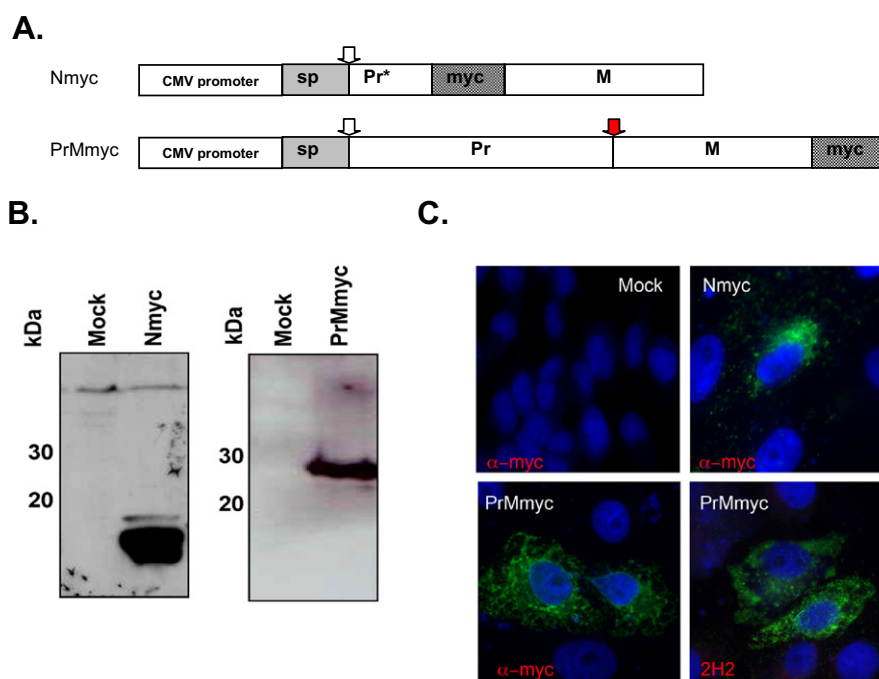 A.
Nmyc
CMV promoter sp Pr* myc M
PrMmyc
CMV promoter sp Pr M myc
B.
kDa Mock Nmyc
30
20
kDa Mock PrMmyc
30
20
C.
Mock
α-myc
Nmyc
α-myc
PrMmyc
α-myc
PrMmyc
2H2